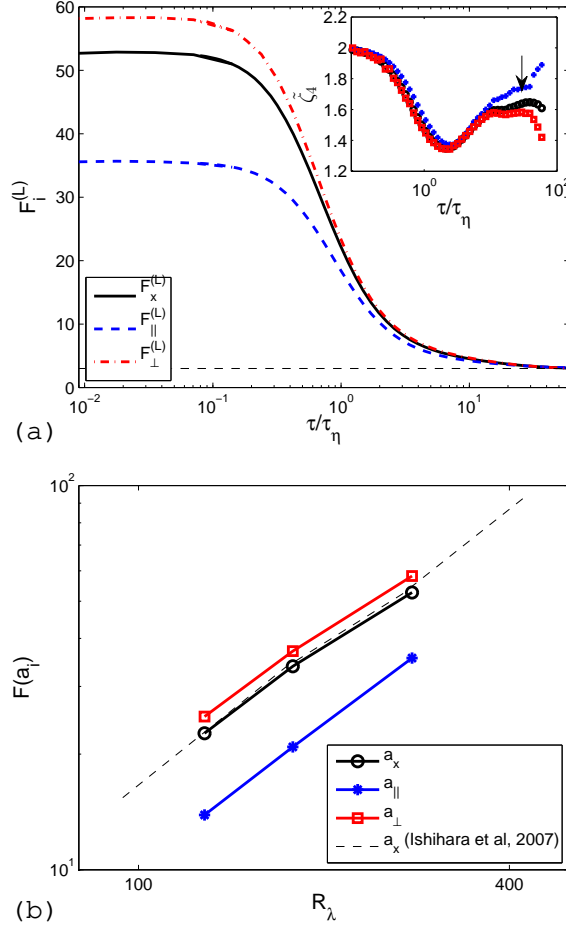 (a)
60
50
40
30
20
10
0
F_i^(L)
10^-2
10^-1
10^0
10^1
τ/τ_η
F_x^(L)
F_||^(L)
F_⊥^(L)
2.2
2
1.8
1.6
1.4
1.2
ζ̃_4
10^0
10^2
τ/τ_η
(b)
10^2
10^1
F(a_i)
100
400
R_λ
a_x
a_||
a_⊥
a_x (Ishihara et al, 2007)